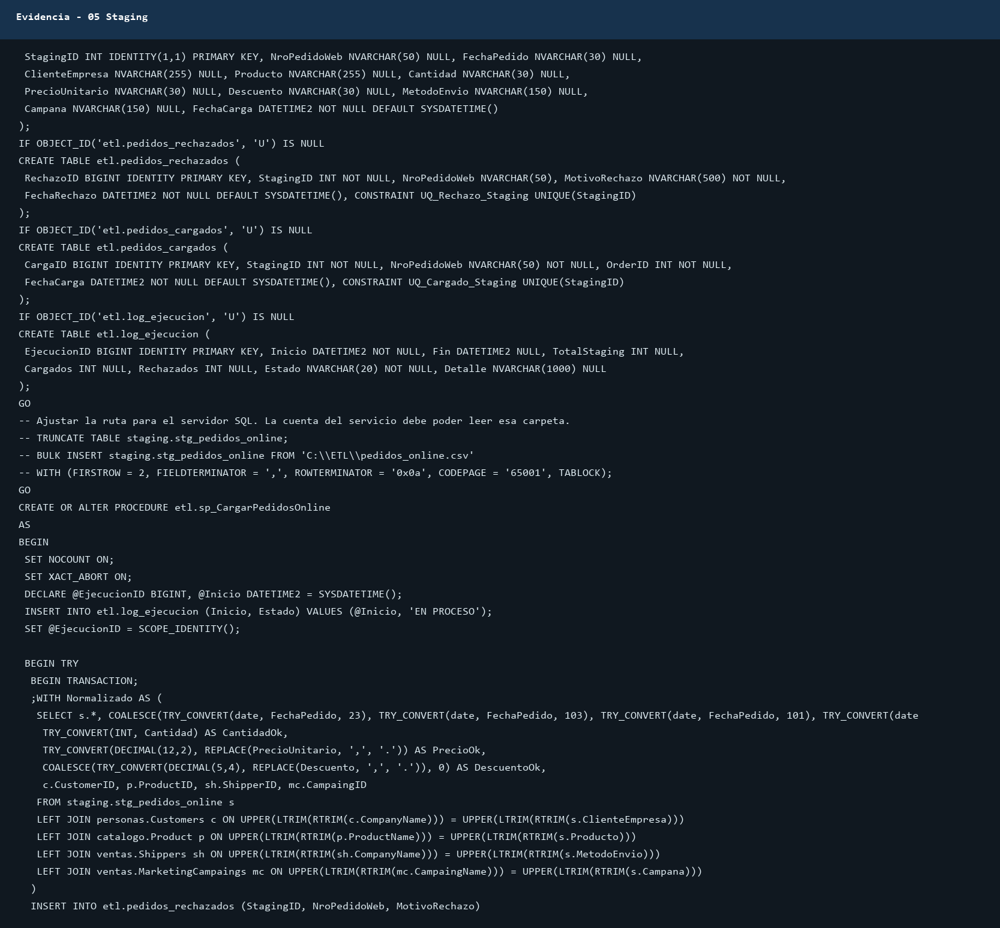 Evidencia - 05 Staging
StagingID INT IDENTITY(1,1) PRIMARY KEY, NroPedidoWeb NVARCHAR(50) NULL, FechaPedido NVARCHAR(30) NULL,
ClienteEmpresa NVARCHAR(255) NULL, Producto NVARCHAR(255) NULL, Cantidad NVARCHAR(30) NULL,
PrecioUnitario NVARCHAR(30) NULL, Descuento NVARCHAR(30) NULL, MetodoEnvio NVARCHAR(150) NULL,
Campana NVARCHAR(150) NULL, FechaCarga DATETIME2 NOT NULL DEFAULT SYSDATETIME()
);
IF OBJECT_ID('etl.pedidos_rechazados', 'U') IS NULL
CREATE TABLE etl.pedidos_rechazados (
RechazoID BIGINT IDENTITY PRIMARY KEY, StagingID INT NOT NULL, NroPedidoWeb NVARCHAR(50), MotivoRechazo NVARCHAR(500) NOT NULL,
FechaRechazo DATETIME2 NOT NULL DEFAULT SYSDATETIME(), CONSTRAINT UQ_Rechazo_Staging UNIQUE(StagingID)
);
IF OBJECT_ID('etl.pedidos_cargados', 'U') IS NULL
CREATE TABLE etl.pedidos_cargados (
CargaID BIGINT IDENTITY PRIMARY KEY, StagingID INT NOT NULL, NroPedidoWeb NVARCHAR(50) NOT NULL, OrderID INT NOT NULL,
FechaCarga DATETIME2 NOT NULL DEFAULT SYSDATETIME(), CONSTRAINT UQ_Cargado_Staging UNIQUE(StagingID)
);
IF OBJECT_ID('etl.log_ejecucion', 'U') IS NULL
CREATE TABLE etl.log_ejecucion (
EjecucionID BIGINT IDENTITY PRIMARY KEY, Inicio DATETIME2 NOT NULL, Fin DATETIME2 NULL, TotalStaging INT NULL,
Cargados INT NULL, Rechazados INT NULL, Estado NVARCHAR(20) NOT NULL, Detalle NVARCHAR(1000) NULL
);
GO
-- Ajustar la ruta para el servidor SQL. La cuenta del servicio debe poder leer esa carpeta.
-- TRUNCATE TABLE staging.stg_pedidos_online;
-- BULK INSERT staging.stg_pedidos_online FROM 'C:\\ETL\\pedidos_online.csv'
-- WITH (FIRSTROW = 2, FIELDTERMINATOR = ',', ROWTERMINATOR = '0x0a', CODEPAGE = '65001', TABLOCK);
GO
CREATE OR ALTER PROCEDURE etl.sp_CargarPedidosOnline
AS
BEGIN
SET NOCOUNT ON;
SET XACT_ABORT ON;
DECLARE @EjecucionID BIGINT, @Inicio DATETIME2 = SYSDATETIME();
INSERT INTO etl.log_ejecucion (Inicio, Estado) VALUES (@Inicio, 'EN PROCESO');
SET @EjecucionID = SCOPE_IDENTITY();
BEGIN TRY
BEGIN TRANSACTION;
;WITH Normalizado AS (
SELECT s.*, COALESCE(TRY_CONVERT(date, FechaPedido, 23), TRY_CONVERT(date, FechaPedido, 103), TRY_CONVERT(date, FechaPedido, 101), TRY_CONVERT(date
TRY_CONVERT(INT, Cantidad) AS CantidadOk,
TRY_CONVERT(DECIMAL(12,2), REPLACE(PrecioUnitario, ',', '.')) AS PrecioOk,
COALESCE(TRY_CONVERT(DECIMAL(5,4), REPLACE(Descuento, ',', '.')), 0) AS DescuentoOk,
c.CustomerID, p.ProductID, sh.ShipperID, mc.CampaingID
FROM staging.stg_pedidos_online s
LEFT JOIN personas.Customers c ON UPPER(LTRIM(RTRIM(c.CompanyName))) = UPPER(LTRIM(RTRIM(s.ClienteEmpresa)))
LEFT JOIN catalogo.Product p ON UPPER(LTRIM(RTRIM(p.ProductName))) = UPPER(LTRIM(RTRIM(s.Producto)))
LEFT JOIN ventas.Shippers sh ON UPPER(LTRIM(RTRIM(sh.CompanyName))) = UPPER(LTRIM(RTRIM(s.MetodoEnvio)))
LEFT JOIN ventas.MarketingCampaings mc ON UPPER(LTRIM(RTRIM(mc.CampaingName))) = UPPER(LTRIM(RTRIM(s.Campana)))
)
INSERT INTO etl.pedidos_rechazados (StagingID, NroPedidoWeb, MotivoRechazo)